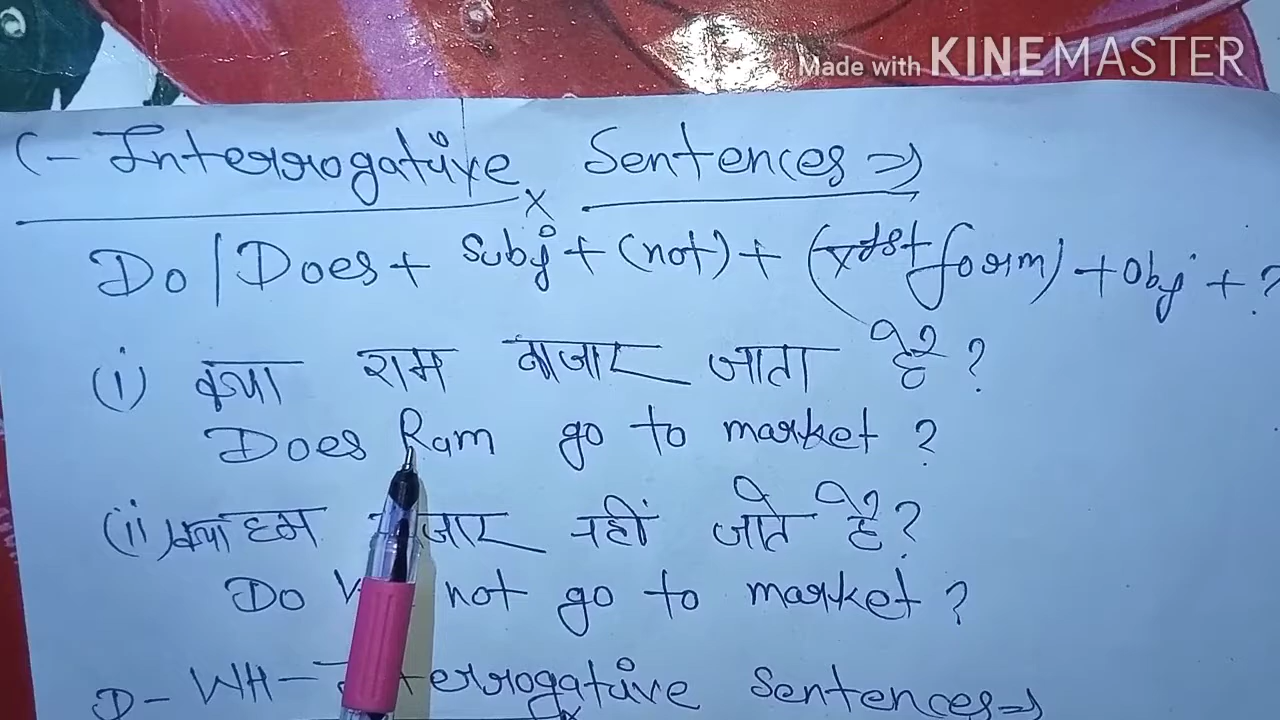 Made with KINEMASTER
C- Interrogative Sentences ⇒
Do / Does + Subj + (not) + (V 1st form) + Obj + ?
(i) क्या राम बाजार जाता है ?
Does Ram go to market ?
(ii) क्या हम नहीं जाते है ?
Do not go to market ?
D- WH- Interrogative Sentences ⇒